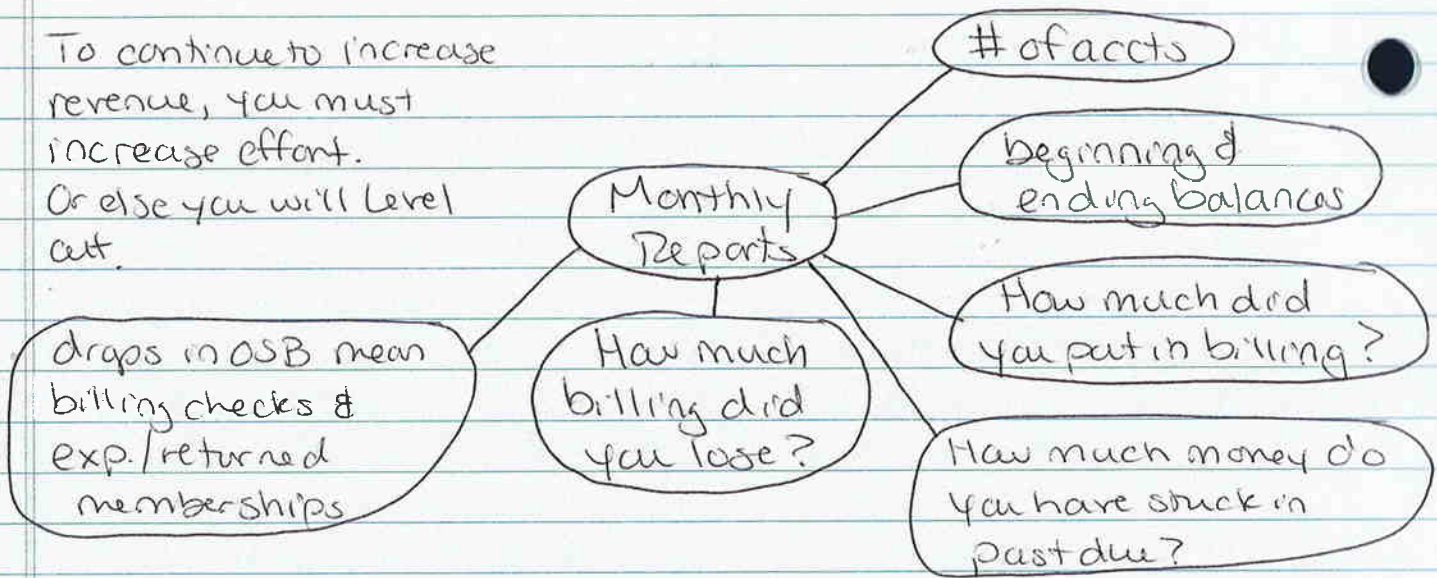 To continue to increase
revenue, you must
increase effort.
Or else you will Level
out.
Monthly
Reports
# of accts
beginning &
ending balances
How much did
you put in billing?
How much money do
you have stuck in
past due?
How much
billing did
you lose?
drops in OSB mean
billing checks &
exp./returned
memberships